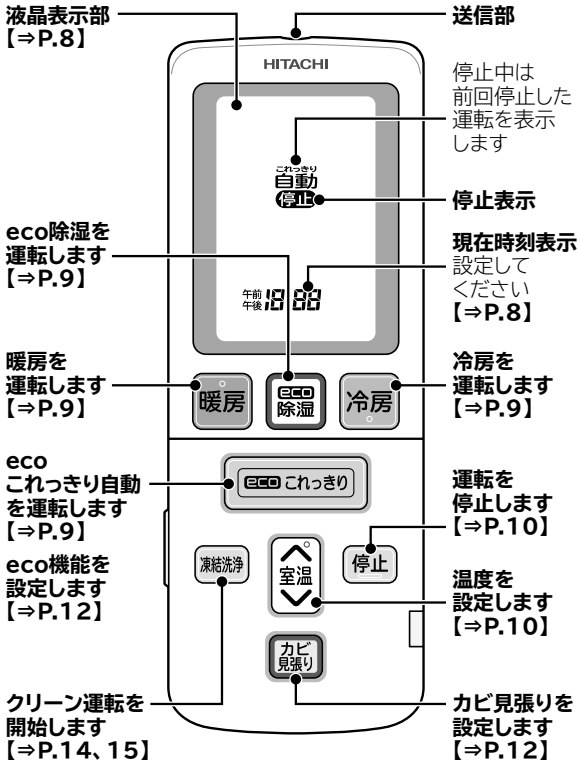 液晶表示部
【⇒P.8】
送信部
HITACHI
停止中は
前回停止した
運転を表示
します
これっきり
自動
停止
停止表示
eco除湿を
運転します
【⇒P.9】
現在時刻表示
設定して
ください
【⇒P.8】
午前
午後
18:88
暖房を
運転します
【⇒P.9】
暖房
eco
除湿
冷房
冷房を
運転します
【⇒P.9】
eco
これっきり自動
を運転します
【⇒P.9】
eco これっきり
運転を
停止します
【⇒P.10】
eco機能を
設定します
【⇒P.12】
凍結洗浄
室温
停止
温度を
設定します
【⇒P.10】
カビ
見張り
クリーン運転を
開始します
【⇒P.14、15】
カビ見張りを
設定します
【⇒P.12】